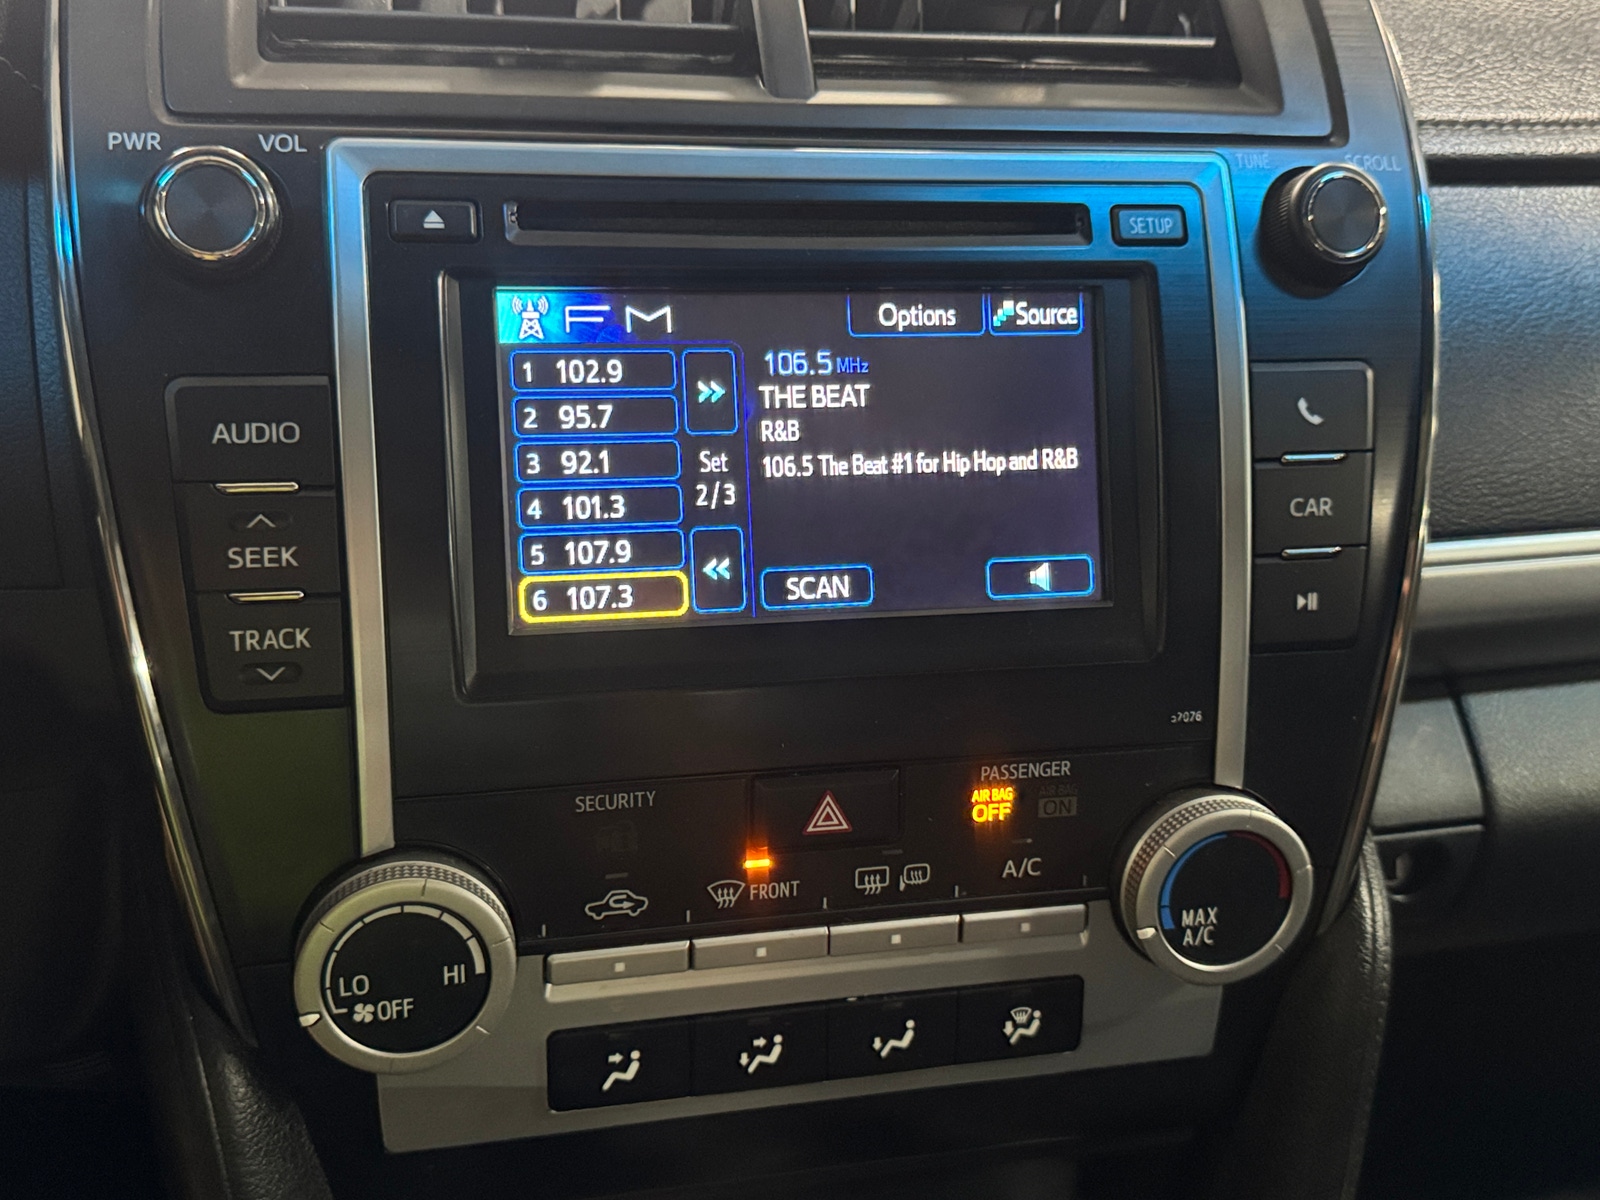 PWR
VOL
TUNE
SCROLL
SETUP
FM
Options
Source
1 102.9
2 95.7
3 92.1
4 101.3
5 107.9
6 107.3
Set
2/3
106.5 MHz
THE BEAT
R&B
106.5 The Beat #1 for Hip Hop and R&B
SCAN
AUDIO
SEEK
TRACK
CAR
57076
SECURITY
PASSENGER
AIR BAG
OFF
AIR BAG
ON
FRONT
A/C
LO
HI
OFF
MAX
A/C